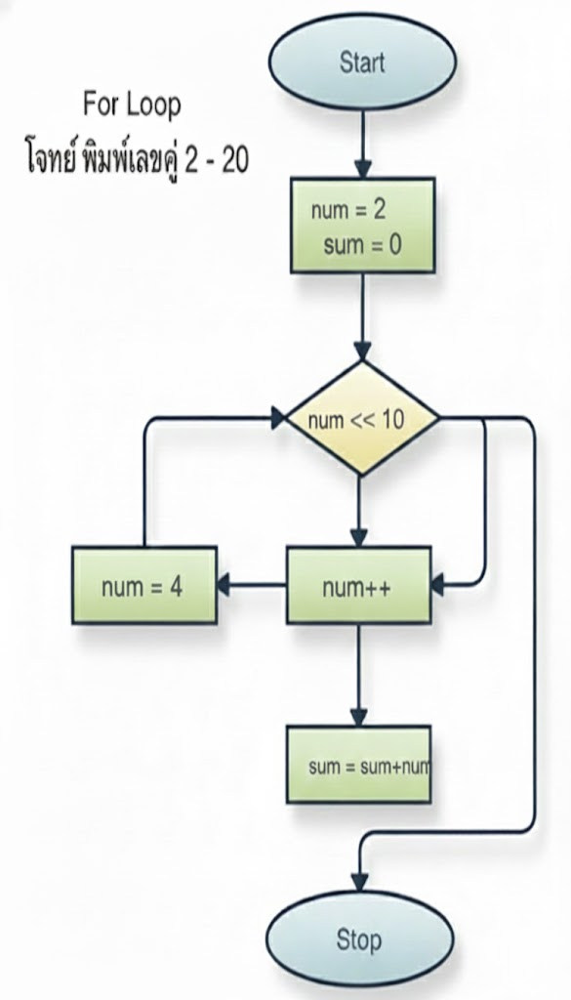 Start
For Loop
โจทย์ พิมพ์เลขคู่ 2 - 20
num = 2
sum = 0
num << 10
num = 4
num++
sum = sum+num
Stop